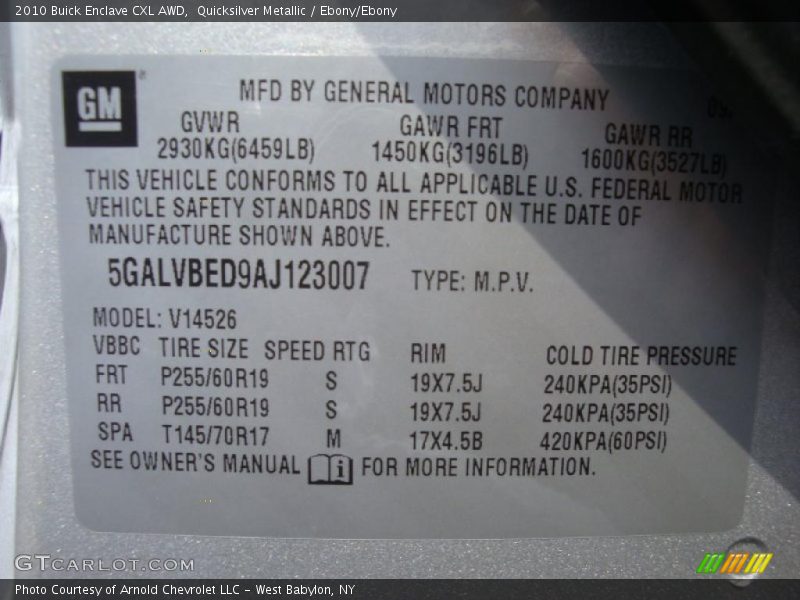 2010 Buick Enclave CXL AWD, Quicksilver Metallic / Ebony/Ebony
GM
MFD BY GENERAL MOTORS COMPANY
GVWR GAWR FRT GAWR RR
2930KG(6459LB) 1450KG(3196LB) 1600KG(3527LB)
THIS VEHICLE CONFORMS TO ALL APPLICABLE U.S. FEDERAL MOTOR
VEHICLE SAFETY STANDARDS IN EFFECT ON THE DATE OF
MANUFACTURE SHOWN ABOVE.
5GALVBED9AJ123007 TYPE: M.P.V.
MODEL: V14526
VBBC TIRE SIZE SPEED RTG RIM COLD TIRE PRESSURE
FRT P255/60R19 S 19X7.5J 240KPA(35PSI)
RR P255/60R19 S 19X7.5J 240KPA(35PSI)
SPA T145/70R17 M 17X4.5B 420KPA(60PSI)
SEE OWNER'S MANUAL i FOR MORE INFORMATION.
GTCARLOT.COM
Photo Courtesy of Arnold Chevrolet LLC - West Babylon, NY